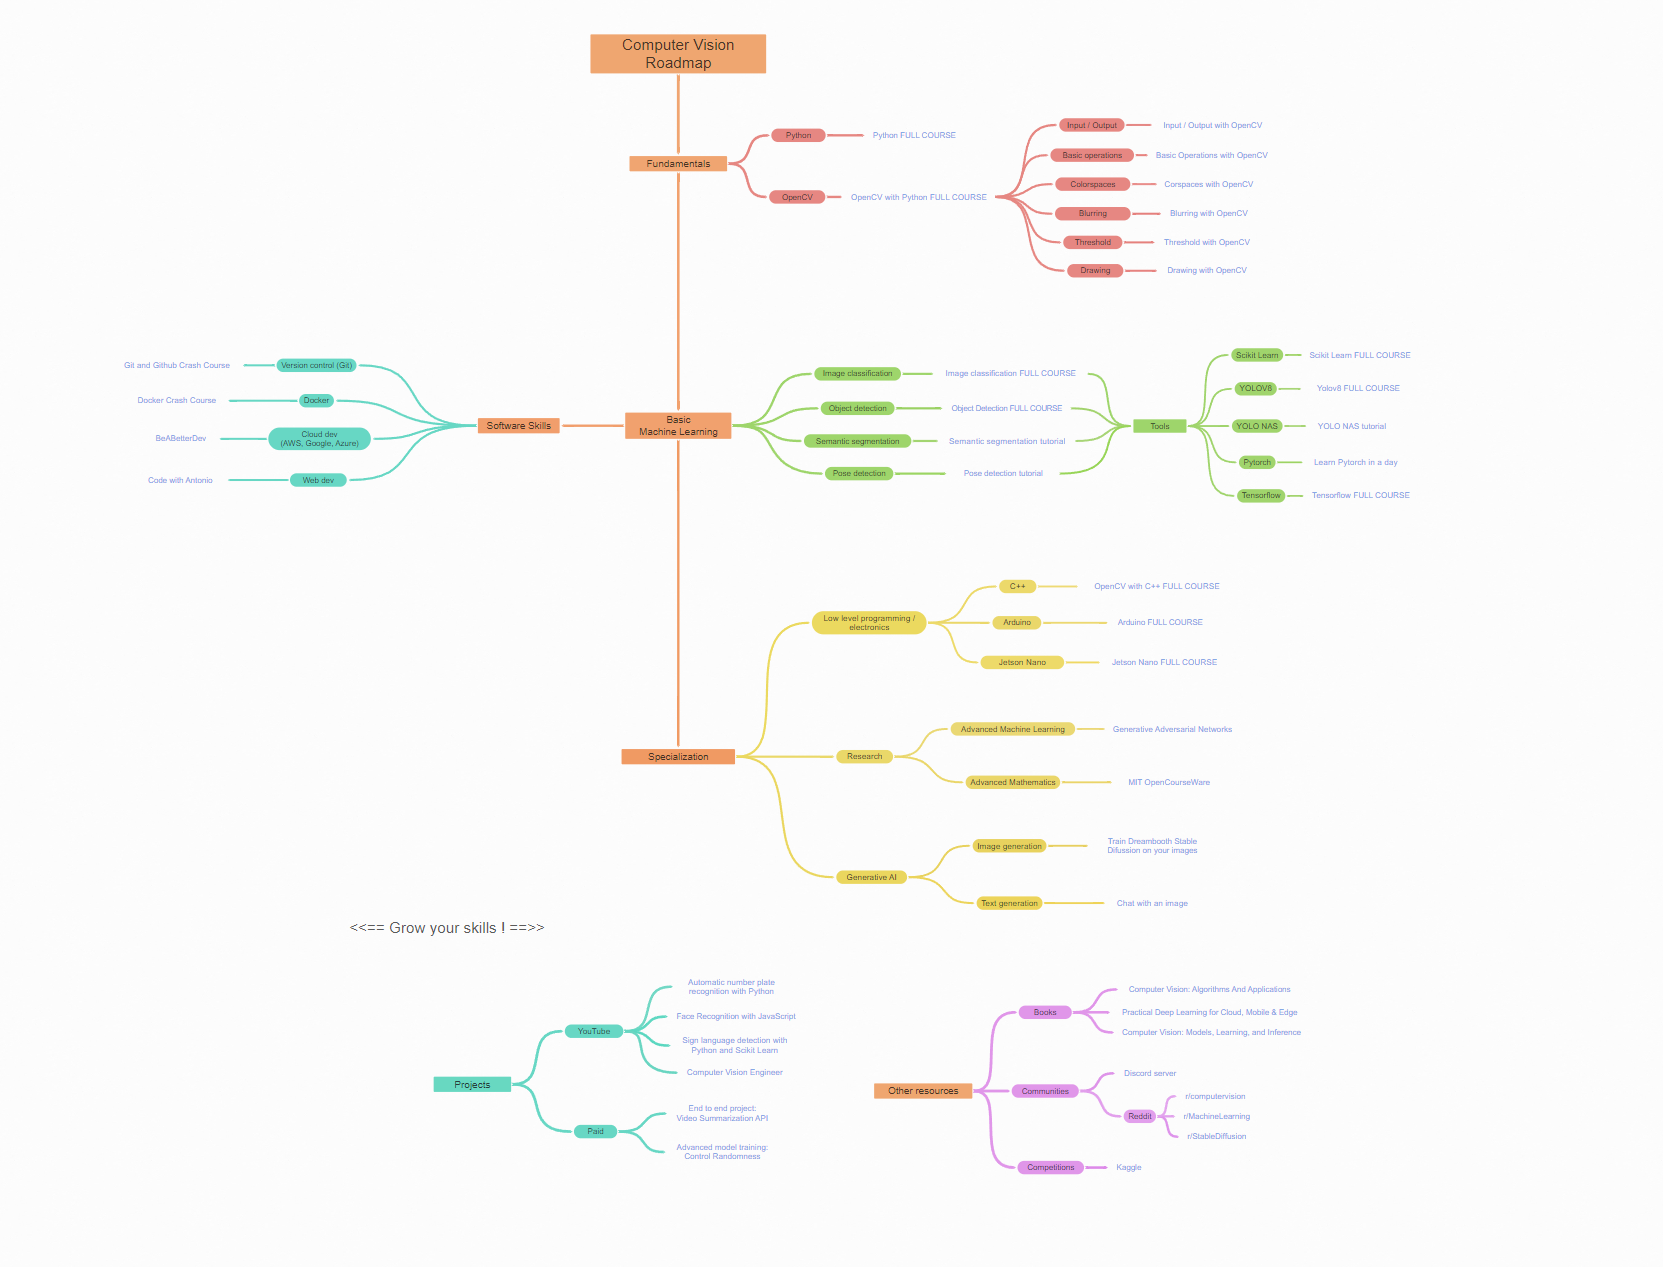 Computer Vision
Roadmap
Fundamentals
Python
Python FULL COURSE
OpenCV
OpenCV with Python FULL COURSE
Input / Output
Input / Output with OpenCV
Basic operations
Basic Operations with OpenCV
Colorspaces
Corspaces with OpenCV
Blurring
Blurring with OpenCV
Threshold
Threshold with OpenCV
Drawing
Drawing with OpenCV
Git and Github Crash Course
Version control (Git)
Docker Crash Course
Docker
BeABetterDev
Cloud dev
(AWS, Google, Azure)
Code with Antonio
Web dev
Software Skills
Basic
Machine Learning
Image classification
Image classification FULL COURSE
Object detection
Object Detection FULL COURSE
Semantic segmentation
Semantic segmentation tutorial
Pose detection
Pose detection tutorial
Tools
Scikit Learn
Scikit Learn FULL COURSE
YOLOV8
Yolov8 FULL COURSE
YOLO NAS
YOLO NAS tutorial
Pytorch
Learn Pytorch in a day
Tensorflow
Tensorflow FULL COURSE
Specialization
Low level programming /
electronics
C++
OpenCV with C++ FULL COURSE
Arduino
Arduino FULL COURSE
Jetson Nano
Jetson Nano FULL COURSE
Research
Advanced Machine Learning
Generative Adversarial Networks
Advanced Mathematics
MIT OpenCourseWare
Generative AI
Image generation
Train Dreambooth Stable
Difussion on your images
Text generation
Chat with an image
<<== Grow your skills ! ==>>
Projects
YouTube
Automatic number plate
recognition with Python
Face Recognition with JavaScript
Sign language detection with
Python and Scikit Learn
Computer Vision Engineer
Paid
End to end project:
Video Summarization API
Advanced model training:
Control Randomness
Other resources
Books
Computer Vision: Algorithms And Applications
Practical Deep Learning for Cloud, Mobile & Edge
Computer Vision: Models, Learning, and Inference
Communities
Discord server
Reddit
r/computervision
r/MachineLearning
r/StableDiffusion
Competitions
Kaggle